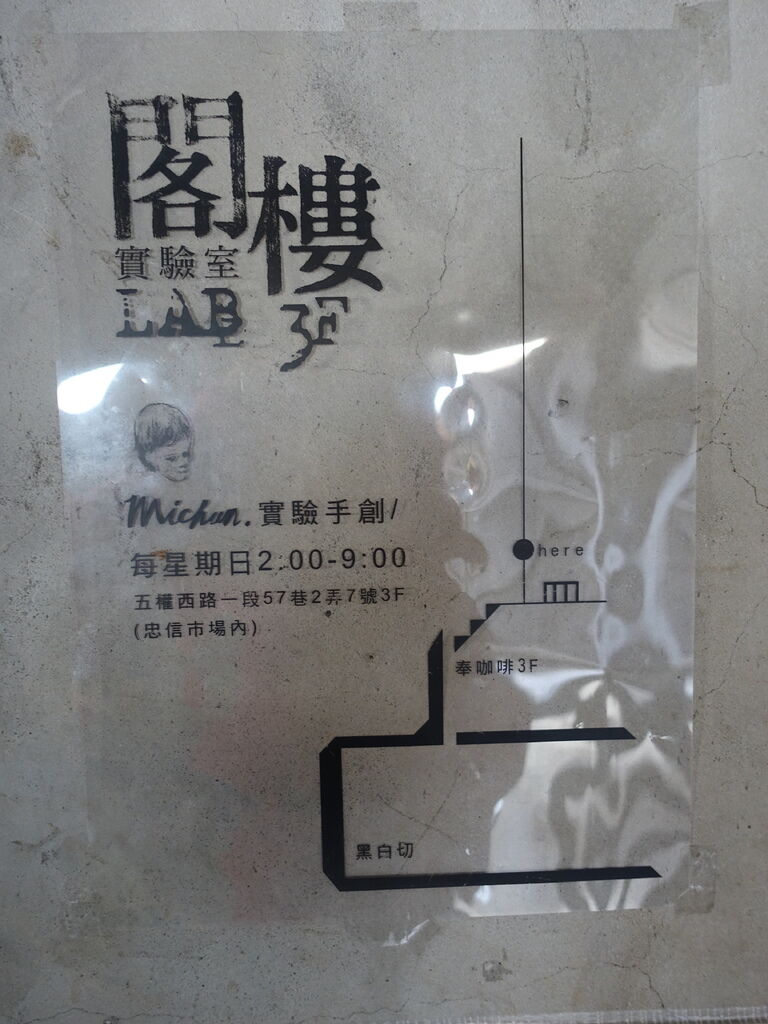 閣樓
實驗室
LAB 3F
Michun. 實驗手創/
每星期日2:00-9:00
五權西路一段57巷2弄7號3F
(忠信市場內)
here
奉咖啡3F
黑白切